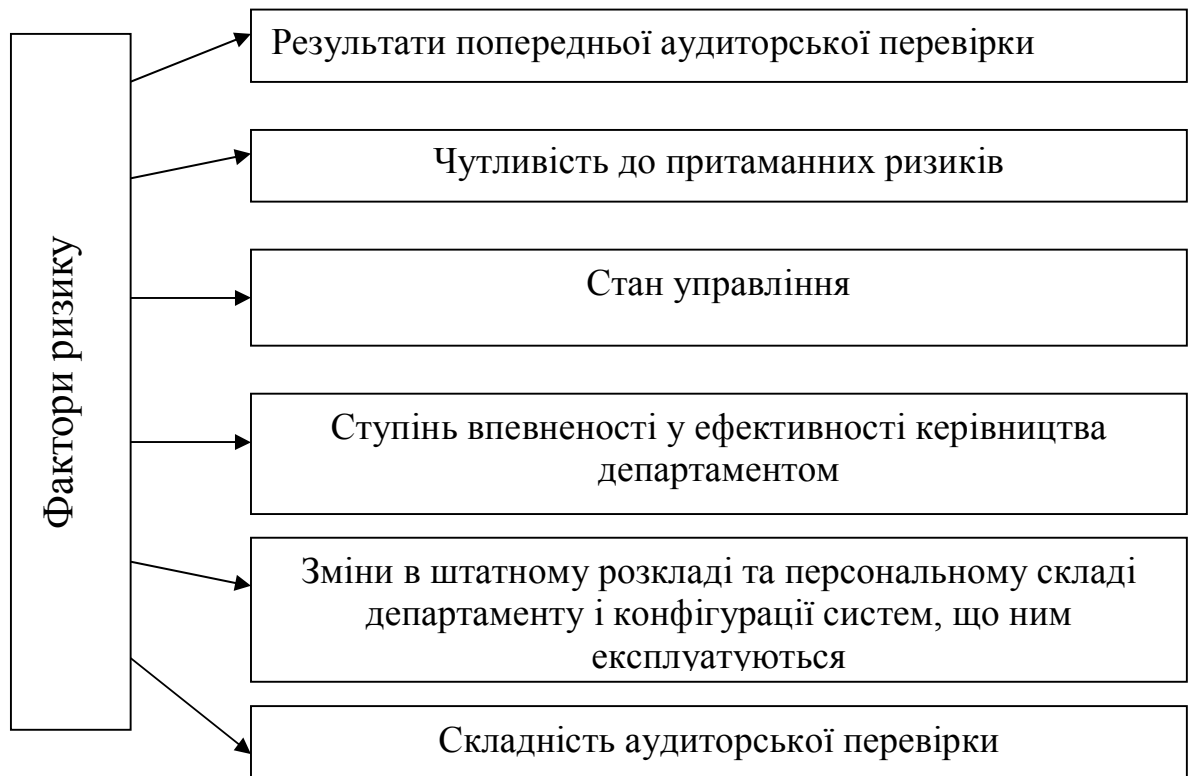 Фактори ризику
Результати попередньої аудиторської перевірки
Чутливість до притаманних ризиків
Стан управління
Ступінь впевненості у ефективності керівництва
департаментом
Зміни в штатному розкладі та персональному складі
департаменту і конфігурації систем, що ним
експлуатуються
Складність аудиторської перевірки